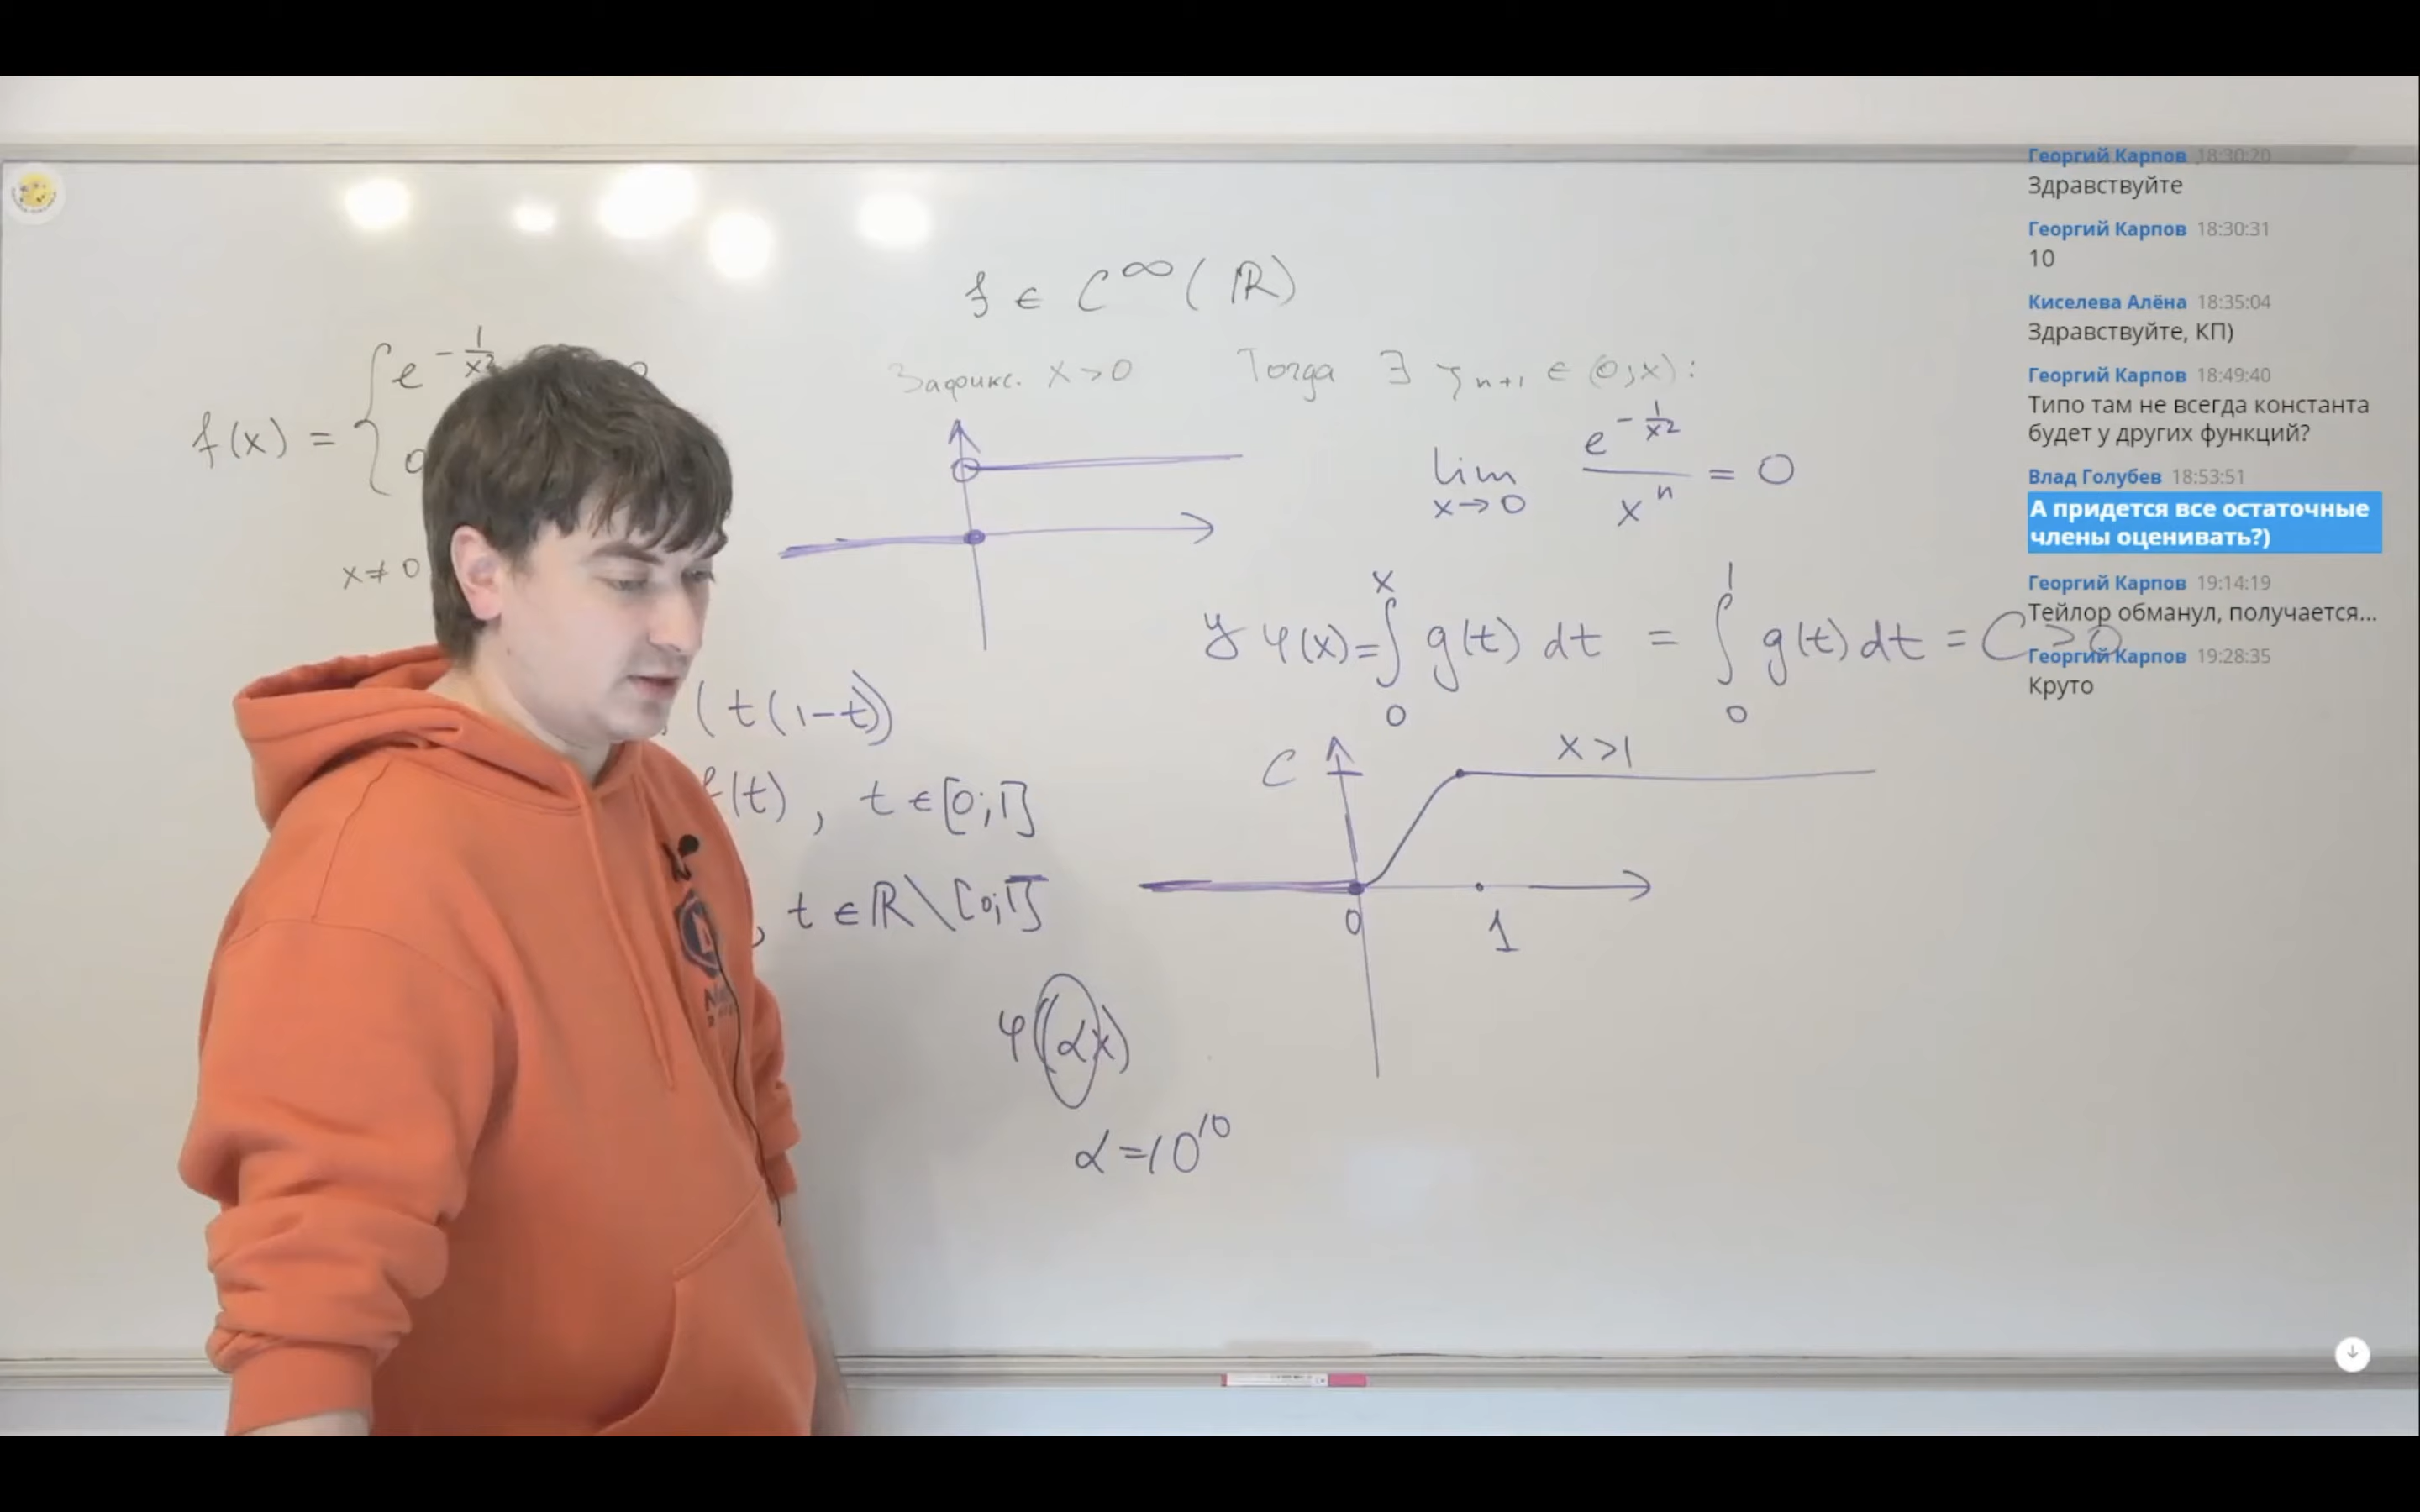 f ∈ C^∞(ℝ)
f(x) = { e^{-1/x²}
0
x ≠ 0
Зафикс. x > 0 Тогда ∃ ξ_{n+1} ∈ (0;x):
lim_{x→0} e^{-1/x²} / x^n = 0
φ(x) = ∫_0^x g(t) dt = ∫_0^1 g(t) dt = C > 0
(t(1-t))
f(t), t ∈ [0;1]
, t ∈ ℝ \ [0;1]
C
x > 1
0
1
φ(αx)
α = 10^{10}
Георгий Карпов 18:30:20
Здравствуйте
Георгий Карпов 18:30:31
10
Киселева Алёна 18:35:04
Здравствуйте, КП)
Георгий Карпов 18:49:40
Типо там не всегда константа
будет у других функций?
Влад Голубев 18:53:51
А придется все остаточные
члены оценивать?)
Георгий Карпов 19:14:19
Тейлор обманул, получается...
Георгий Карпов 19:28:35
Круто